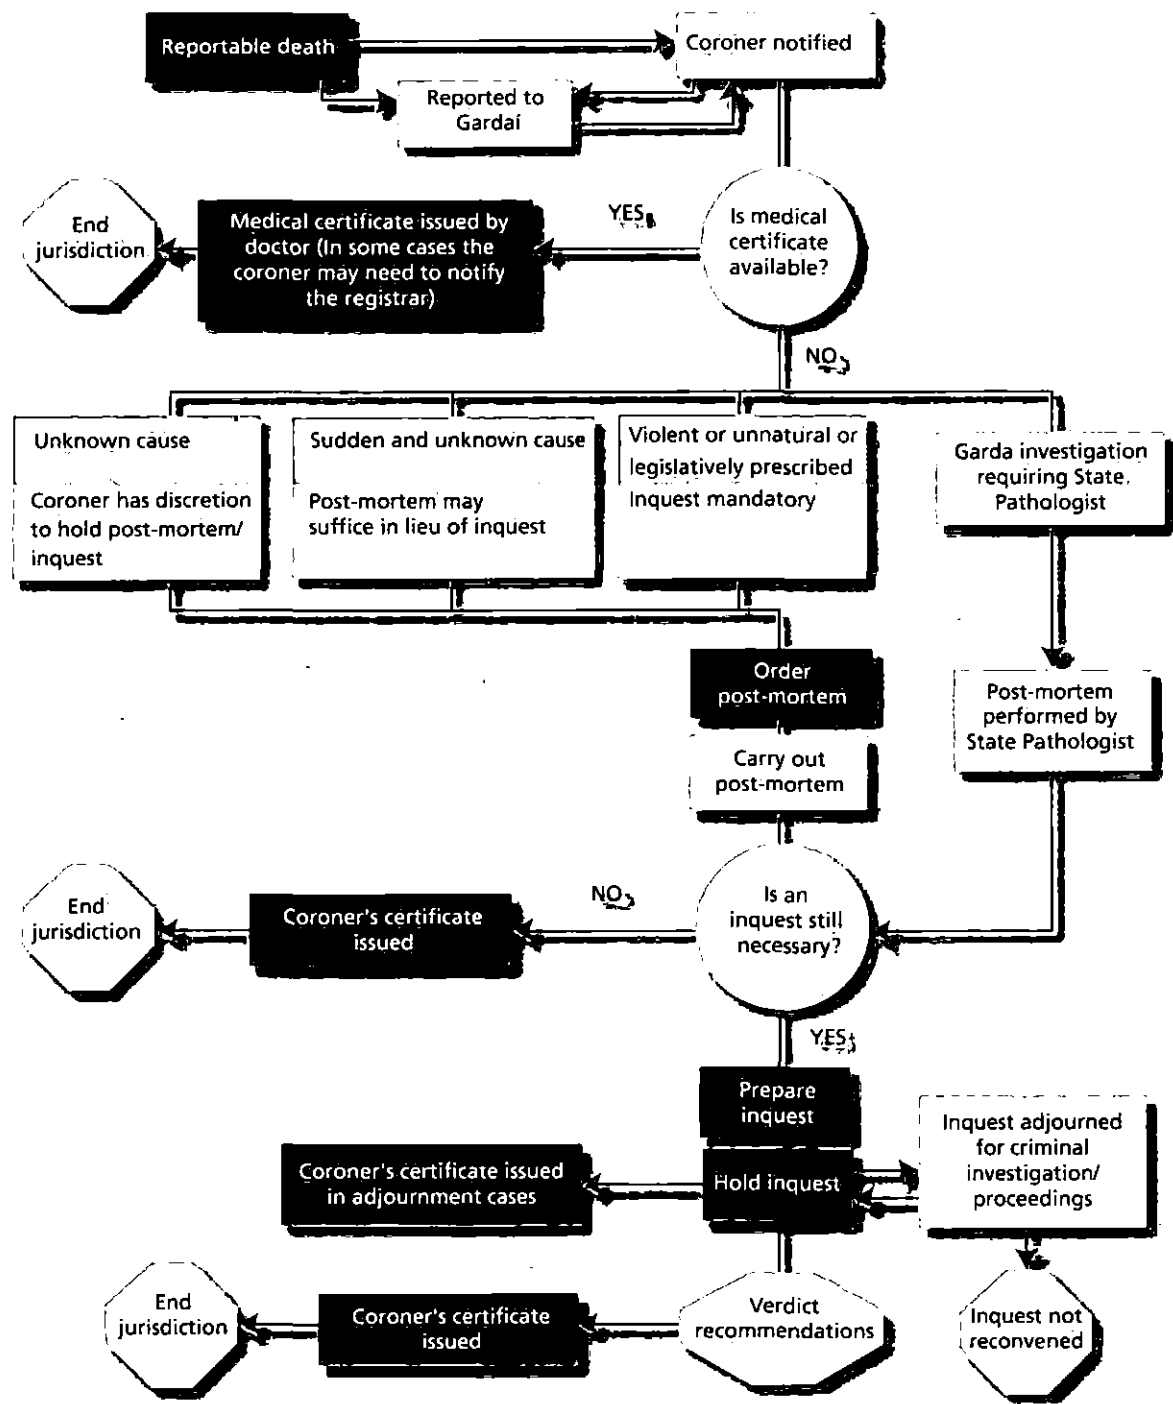 Reportable death
Coroner notified
Reported to
Gardaí
End
jurisdiction
Medical certificate issued by
doctor (In some cases the
coroner may need to notify
the registrar)
YES
Is medical
certificate
available?
NO
Unknown cause
Coroner has discretion
to hold post-mortem/
inquest
Sudden and unknown cause
Post-mortem may
suffice in lieu of inquest
Violent or unnatural or
legislatively prescribed
Inquest mandatory
Garda investigation
requiring State
Pathologist
Order
post-mortem
Carry out
post-mortem
Post-mortem
performed by
State Pathologist
End
jurisdiction
Coroner's certificate
issued
NO
Is an
inquest still
necessary?
YES
Prepare
inquest
Coroner's certificate issued
in adjournment cases
Hold inquest
Inquest adjourned
for criminal
investigation/
proceedings
End
jurisdiction
Coroner's certificate
issued
Verdict
recommendations
Inquest not
reconvened